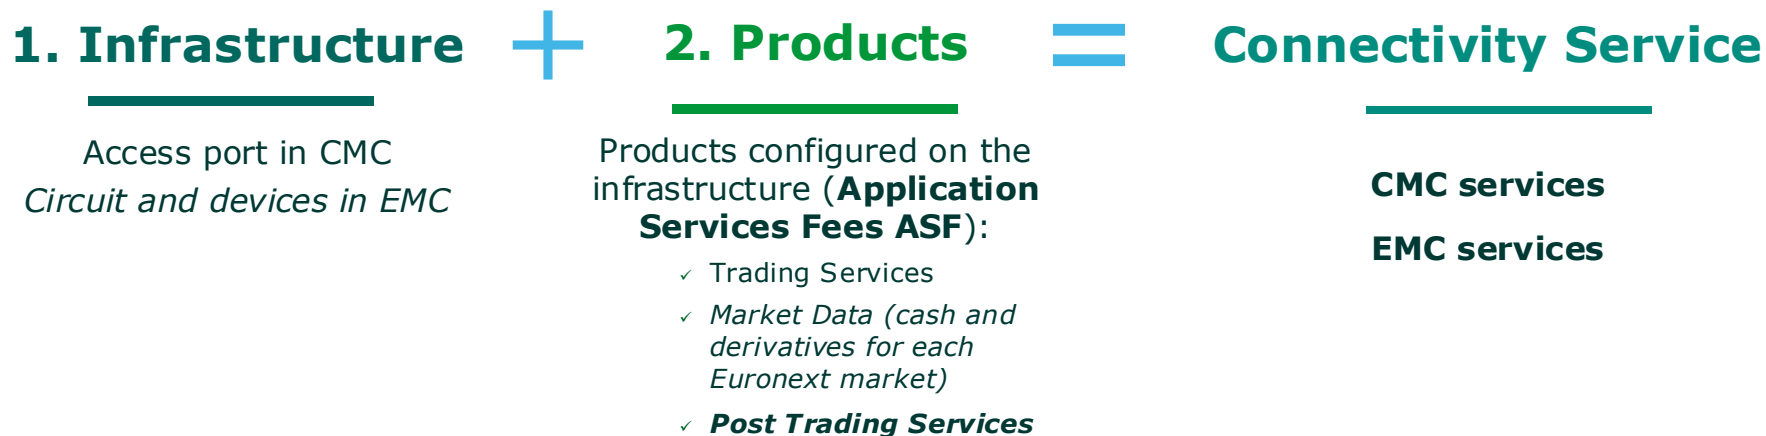 1. Infrastructure + 2. Products = Connectivity Service
Access port in CMC
Circuit and devices in EMC
Products configured on the
infrastructure (Application
Services Fees ASF):
✓ Trading Services
✓ Market Data (cash and
derivatives for each
Euronext market)
✓ Post Trading Services
CMC services
EMC services